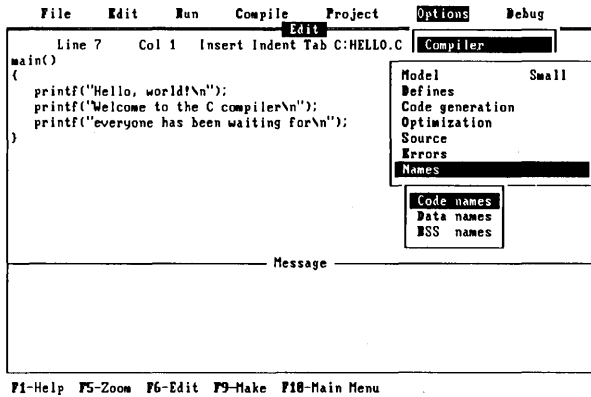 File Edit Run Compile Project Options Debug
Edit
Line 7 Col 1 Insert Indent Tab C:HELLO.C
Compiler
main()
{
printf("Hello, world!\n");
printf("Welcome to the C compiler\n");
printf("everyone has been waiting for\n");
}
Model Small
Defines
Code generation
Optimization
Source
Errors
Names
Code names
Data names
BSS names
Message
F1-Help F5-Zoom F6-Edit F9-Make F10-Main Menu